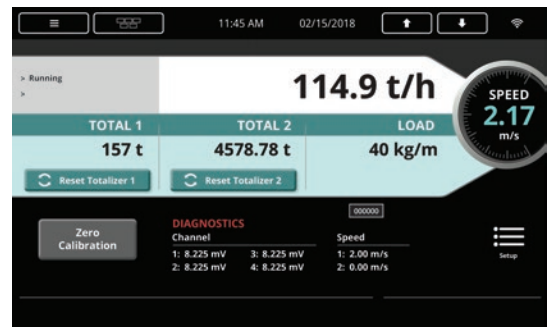 11:45 AM 02/15/2018
> Running
>
114.9 t/h
SPEED
2.17
m/s
TOTAL 1 TOTAL 2 LOAD
157 t 4578.78 t 40 kg/m
Reset Totalizer 1 Reset Totalizer 2
000000
Zero
Calibration
DIAGNOSTICS
Channel Speed
1: 8.225 mV 3: 8.225 mV 1: 2.00 m/s
2: 8.225 mV 4: 8.225 mV 2: 0.00 m/s
Setup